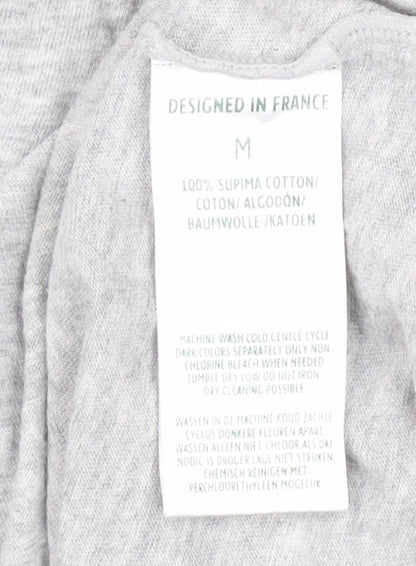 DESIGNED IN FRANCE
M
100% SUPIMA COTTON/
COTON/ ALGODÓN/
BAUMWOLLE /KATOEN
MACHINE WASH COLD GENTLE CYCLE
DARK COLORS SEPARATELY ONLY NON-
CHLORINE BLEACH WHEN NEEDED
TUMBLE DRY LOW DO NOT IRON
DRY CLEANING POSSIBLE
WASSEN IN DE MACHINE KOUD ZACHTE
CYCLUS DONKERE KLEUREN APART
WASSEN ALLEEN NIET CHLOOR ALS DAT
NODIG IS DROGER LAGE NIET STRIJKEN
CHEMISCH REINIGEN MET
PERCHLORETHYLEEN MOGELIJK